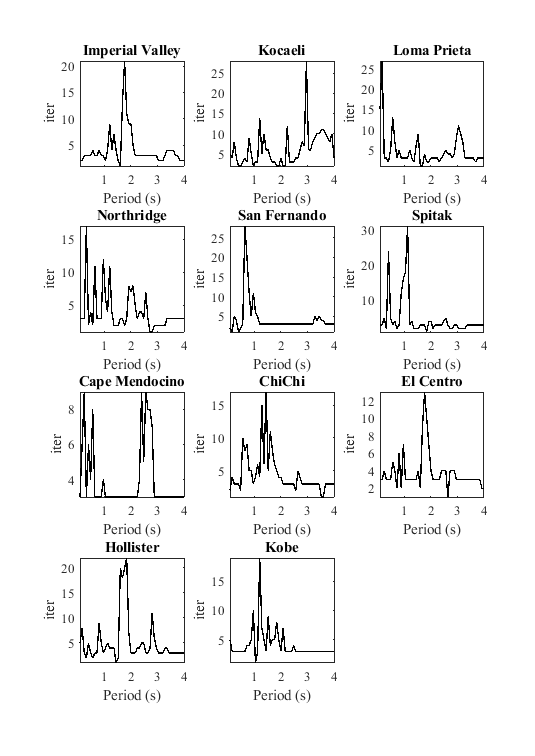 Imperial Valley
20
15
10
5
iter
1 2 3 4
Period (s)
Kocaeli
25
20
15
10
5
iter
1 2 3 4
Period (s)
Loma Prieta
25
20
15
10
5
iter
1 2 3 4
Period (s)
Northridge
15
10
5
iter
1 2 3 4
Period (s)
San Fernando
25
20
15
10
5
iter
1 2 3 4
Period (s)
Spitak
30
20
10
iter
1 2 3 4
Period (s)
Cape Mendocino
8
6
4
iter
1 2 3 4
Period (s)
ChiChi
15
10
5
iter
1 2 3 4
Period (s)
El Centro
12
10
8
6
4
2
iter
1 2 3 4
Period (s)
Hollister
20
15
10
5
iter
1 2 3 4
Period (s)
Kobe
15
10
5
iter
1 2 3 4
Period (s)